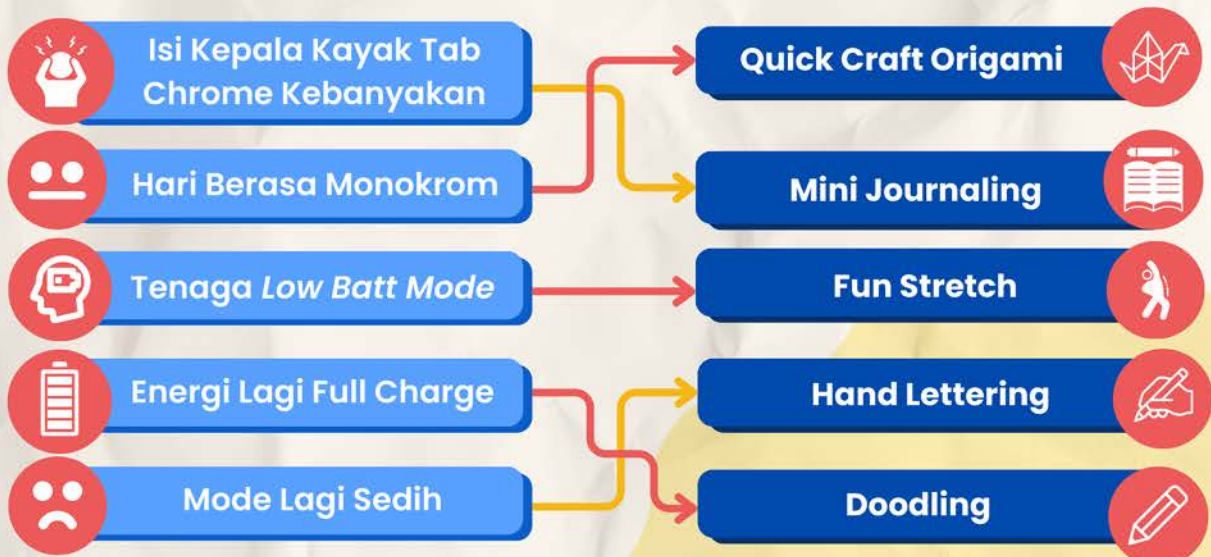 Isi Kepala Kayak Tab
Chrome Kebanyakan
Quick Craft Origami
Hari Berasa Monokrom
Mini Journaling
Tenaga Low Batt Mode
Fun Stretch
Energi Lagi Full Charge
Hand Lettering
Mode Lagi Sedih
Doodling